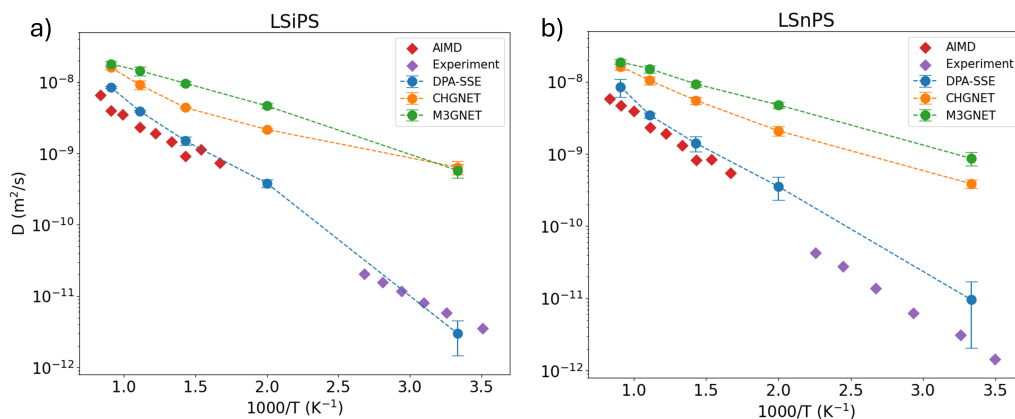 a)
LSiPS
AIMD
Experiment
DPA-SSE
CHGNET
M3GNET
D (m²/s)
10⁻⁸
10⁻⁹
10⁻¹⁰
10⁻¹¹
10⁻¹²
1.0 1.5 2.0 2.5 3.0 3.5
1000/T (K⁻¹)
b)
LSnPS
AIMD
Experiment
DPA-SSE
CHGNET
M3GNET
10⁻⁸
10⁻⁹
10⁻¹⁰
10⁻¹¹
10⁻¹²
1.0 1.5 2.0 2.5 3.0 3.5
1000/T (K⁻¹)